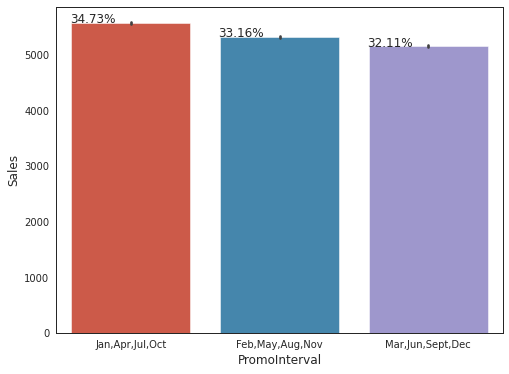 34.73%
33.16%
32.11%
5000
4000
3000
2000
1000
0
Sales
Jan,Apr,Jul,Oct
Feb,May,Aug,Nov
Mar,Jun,Sept,Dec
PromoInterval